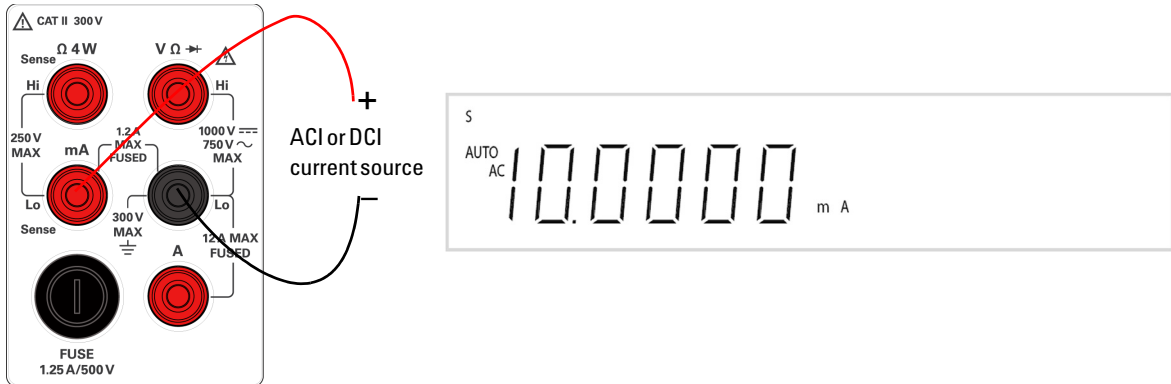 CAT II 300 V
Ω 4 W
Sense
V Ω
Hi
Hi
250 V
MAX
mA
1.2 A
MAX
FUSED
1000 V
750 V
MAX
Lo
Sense
300 V
MAX
Lo
12 A MAX
FUSED
A
FUSE
1.25 A/500 V
+
ACI or DCI
current source
–
S
AUTO
AC
10.0000
m A